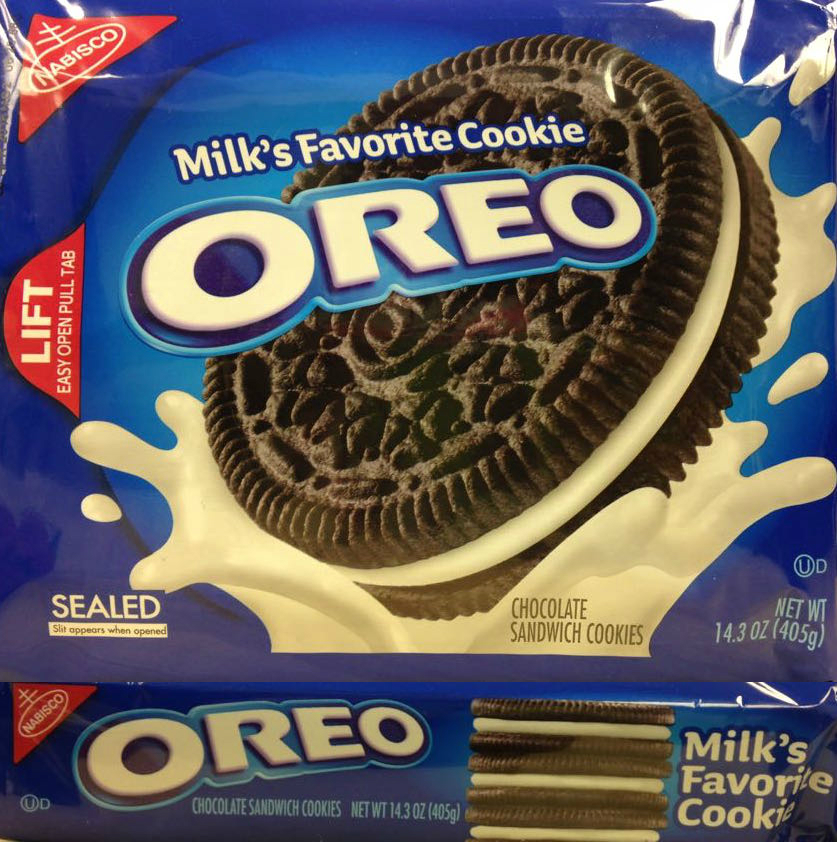 NABISCO
Milk's Favorite Cookie
OREO
LIFT
EASY OPEN PULL TAB
SEALED
Slit appears when opened
CHOCOLATE
SANDWICH COOKIES
UD
NET WT
14.3 OZ (405g)
NABISCO
OREO
UD
CHOCOLATE SANDWICH COOKIES NET WT 14.3 OZ (405g)
Milk's
Favorite
Cookie